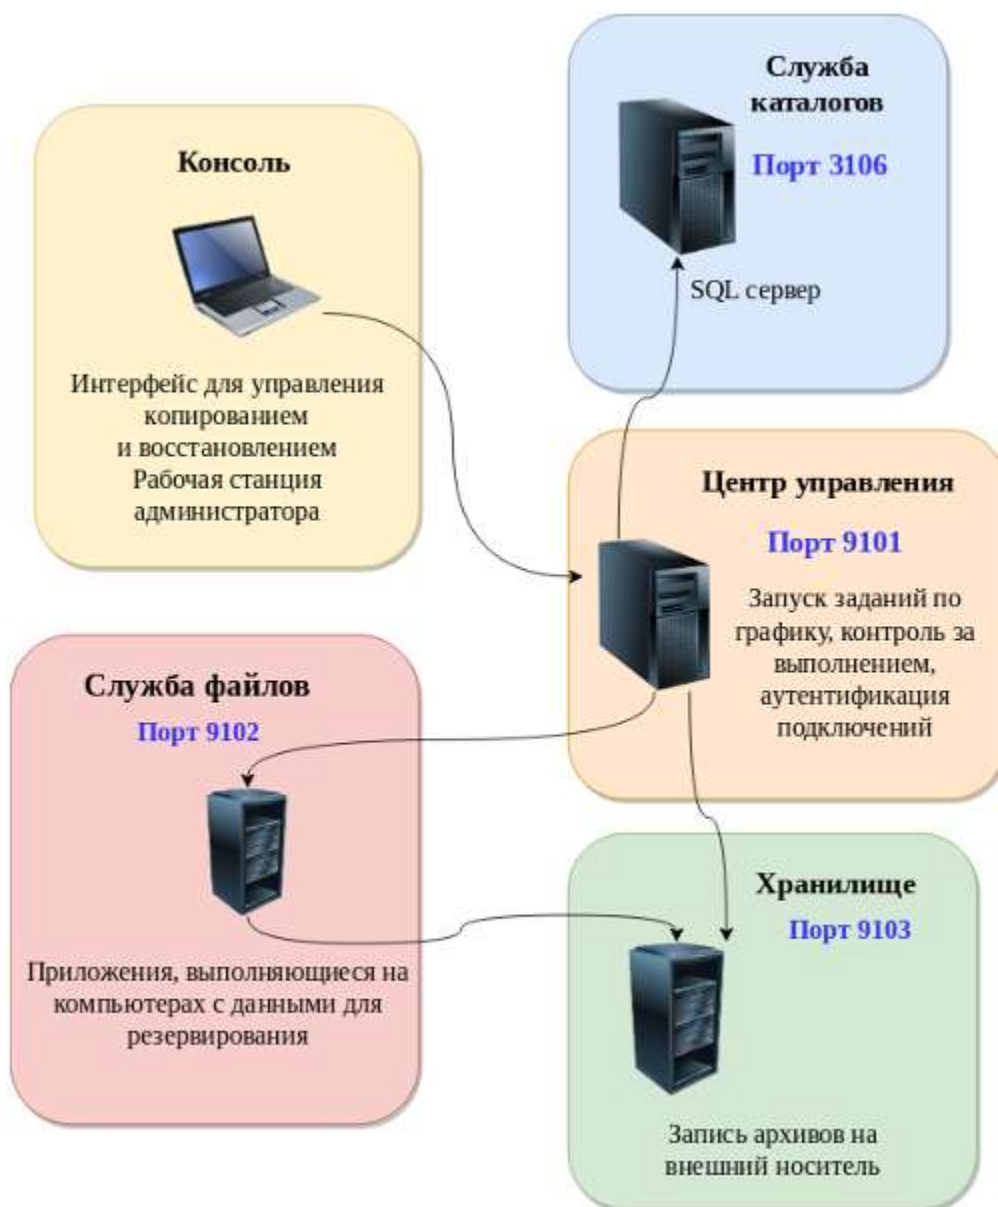 Служба
каталогов
Порт 3106
SQL сервер
Консоль
Интерфейс для управления
копированием
и восстановлением
Рабочая станция
администратора
Центр управления
Порт 9101
Запуск заданий по
графику, контроль за
выполнением,
аутентификация
подключений
Служба файлов
Порт 9102
Приложения, выполняющиеся на
компьютерах с данными для
резервирования
Хранилище
Порт 9103
Запись архивов на
внешний носитель